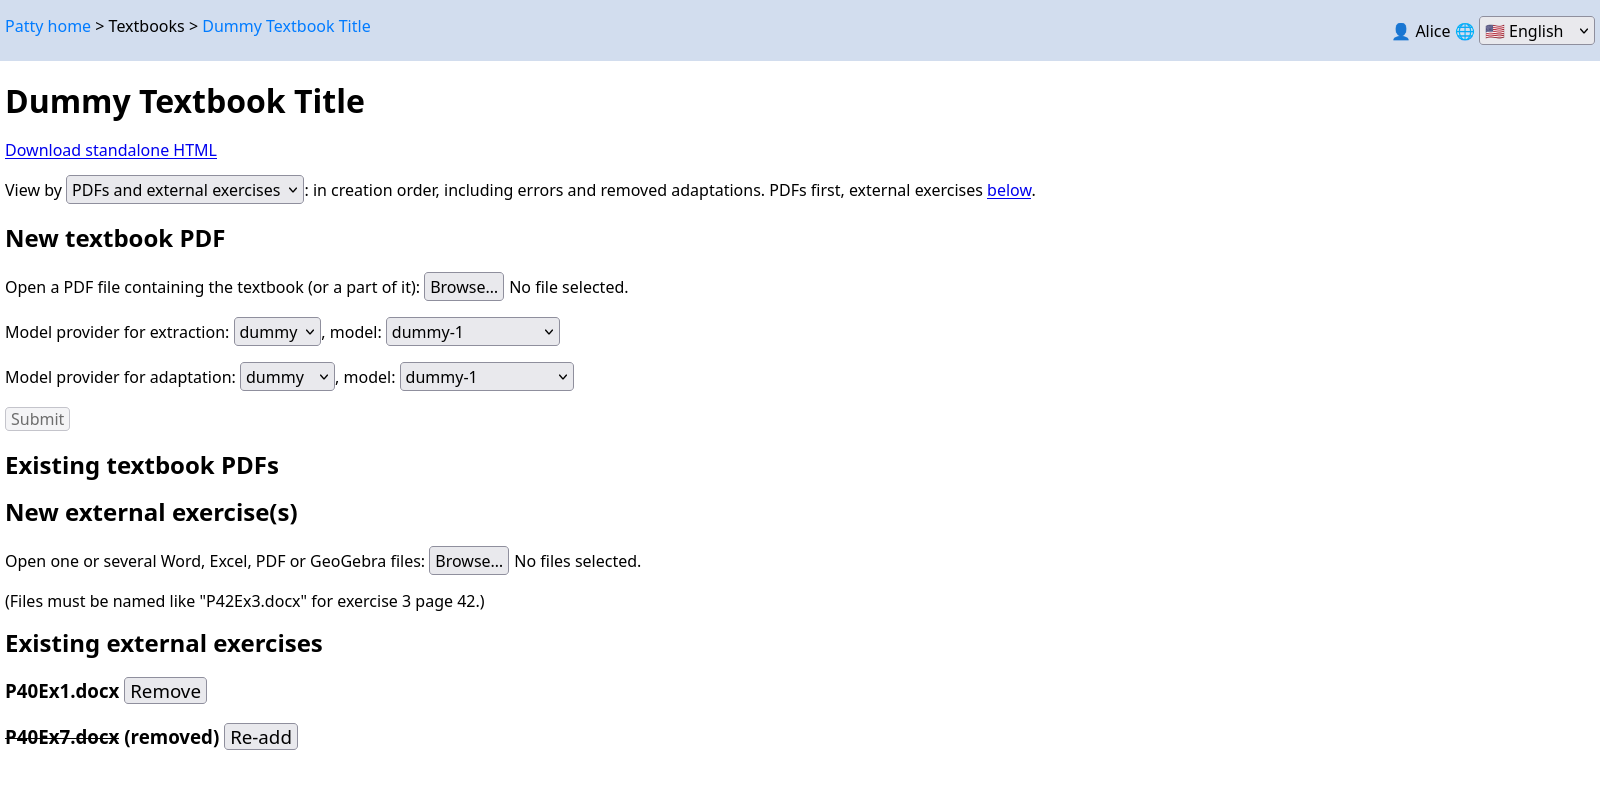 Patty home > Textbooks > Dummy Textbook Title
👤 Alice 🌐 🇺🇸 English
Dummy Textbook Title
Download standalone HTML
View by PDFs and external exercises : in creation order, including errors and removed adaptations. PDFs first, external exercises below.
New textbook PDF
Open a PDF file containing the textbook (or a part of it): Browse... No file selected.
Model provider for extraction: dummy , model: dummy-1
Model provider for adaptation: dummy , model: dummy-1
Submit
Existing textbook PDFs
New external exercise(s)
Open one or several Word, Excel, PDF or GeoGebra files: Browse... No files selected.
(Files must be named like "P42Ex3.docx" for exercise 3 page 42.)
Existing external exercises
P40Ex1.docx Remove
P40Ex7.docx (removed) Re-add